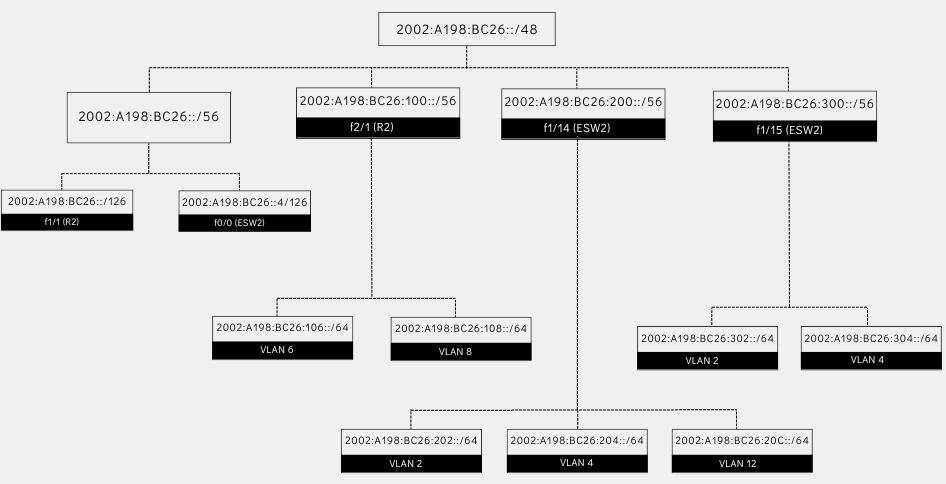 2002:A198:BC26::/48
2002:A198:BC26::/56
2002:A198:BC26:100::/56
f2/1 (R2)
2002:A198:BC26:200::/56
f1/14 (ESW2)
2002:A198:BC26:300::/56
f1/15 (ESW2)
2002:A198:BC26::/126
f1/1 (R2)
2002:A198:BC26::4/126
f0/0 (ESW2)
2002:A198:BC26:106::/64
VLAN 6
2002:A198:BC26:108::/64
VLAN 8
2002:A198:BC26:302::/64
VLAN 2
2002:A198:BC26:304::/64
VLAN 4
2002:A198:BC26:202::/64
VLAN 2
2002:A198:BC26:204::/64
VLAN 4
2002:A198:BC26:20C::/64
VLAN 12